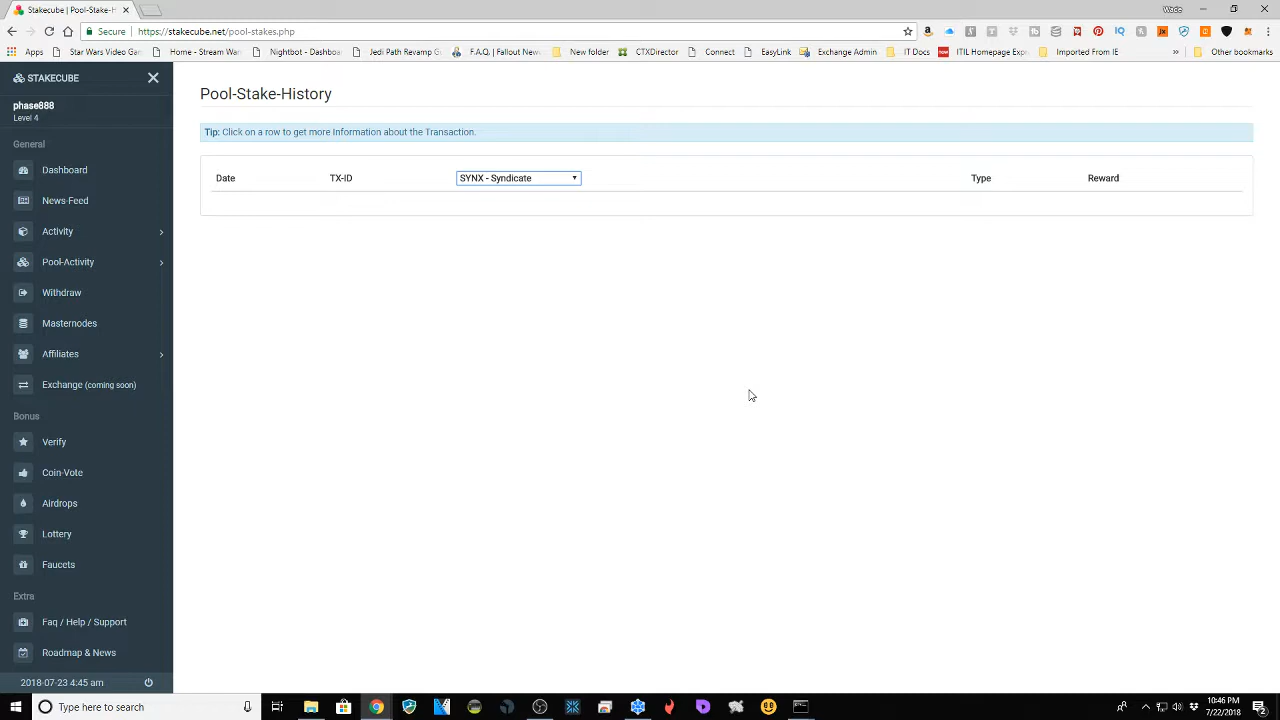 Stakecube | Pool-Stake-H
Wade
Secure
https://stakecube.net/pool-stakes.php
Apps
Star Wars Video Gam
Home - Stream War
Nightbot - Dashboa
Jedi Path Revamp C
F.A.Q. | Fallout New
New folder
CTXDirector
Connect
EasyLink
Exchange Admin
IT Docs
ITIL Homepage Exp
Imported From IE
»
Other bookmarks
STAKECUBE
phase888
Level 4
General
Dashboard
News-Feed
Activity
Pool-Activity
Withdraw
Masternodes
Affiliates
Exchange (coming soon)
Bonus
Verify
Coin-Vote
Airdrops
Lottery
Faucets
Extra
Faq / Help / Support
Roadmap & News
2018-07-23 4:45 am
Pool-Stake-History
Tip: Click on a row to get more Information about the Transaction.
Date TX-ID SYNX - Syndicate Type Reward
Type here to search
10:46 PM
7/22/2018
2